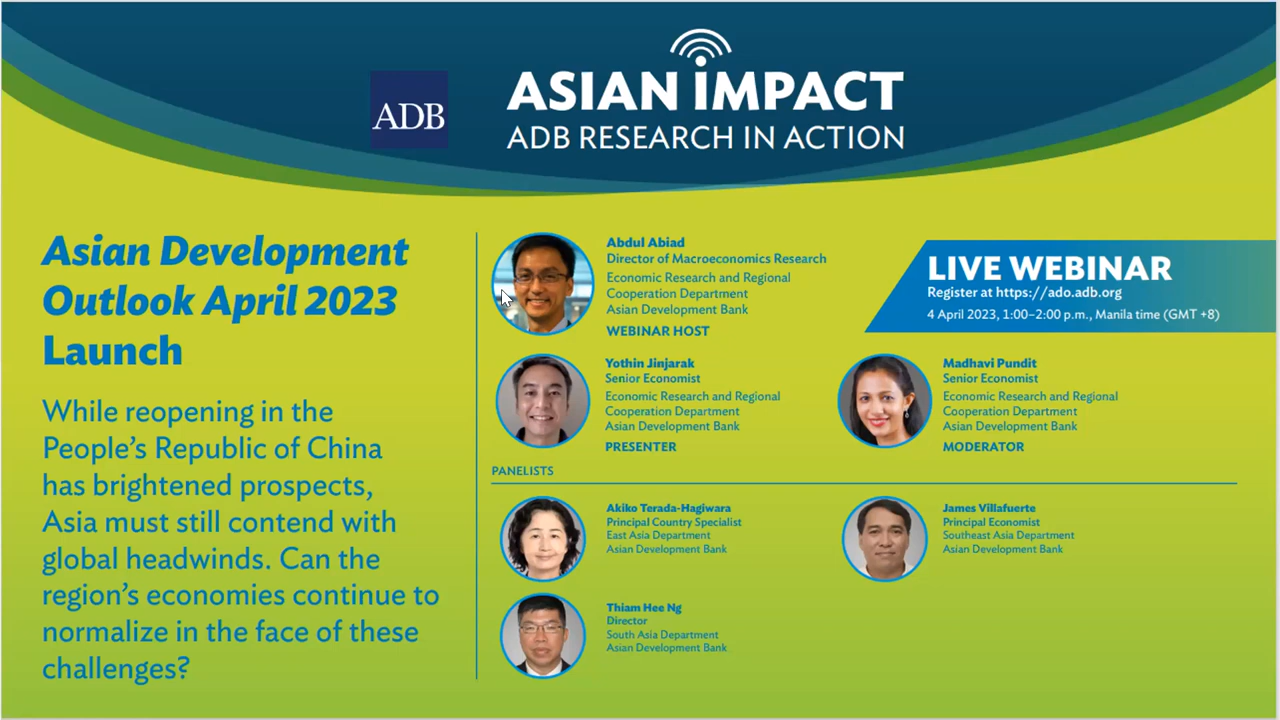 ADB
ASIAN IMPACT
ADB RESEARCH IN ACTION
Asian Development
Outlook April 2023
Launch
While reopening in the
People’s Republic of China
has brightened prospects,
Asia must still contend with
global headwinds. Can the
region’s economies continue to
normalize in the face of these
challenges?
Abdul Abiad
Director of Macroeconomics Research
Economic Research and Regional
Cooperation Department
Asian Development Bank
WEBINAR HOST
LIVE WEBINAR
Register at https://ado.adb.org
4 April 2023, 1:00–2:00 p.m., Manila time (GMT +8)
Yothin Jinjarak
Senior Economist
Economic Research and Regional
Cooperation Department
Asian Development Bank
PRESENTER
Madhavi Pundit
Senior Economist
Economic Research and Regional
Cooperation Department
Asian Development Bank
MODERATOR
PANELISTS
Akiko Terada-Hagiwara
Principal Country Specialist
East Asia Department
Asian Development Bank
James Villafuerte
Principal Economist
Southeast Asia Department
Asian Development Bank
Thiam Hee Ng
Director
South Asia Department
Asian Development Bank